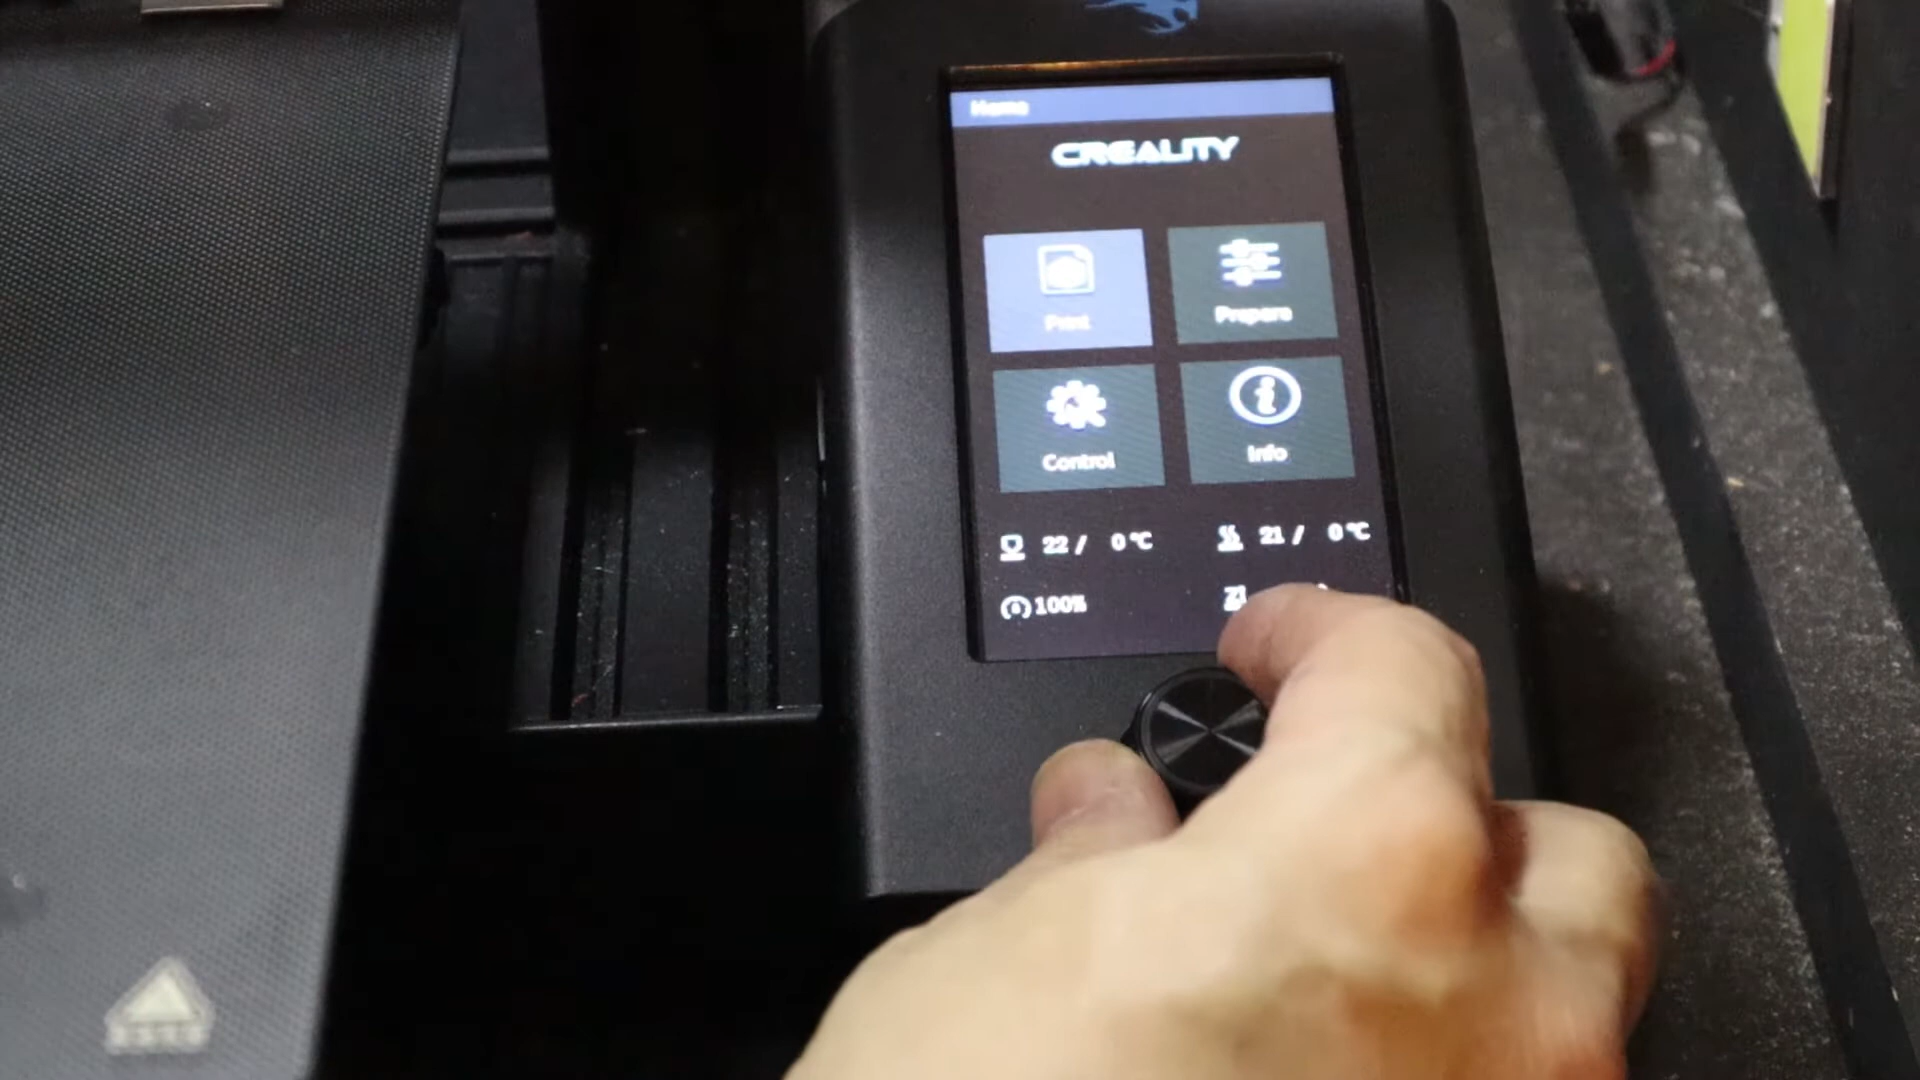 Home
CREALITY
Print
Prepare
Control
Info
22 / 0 °C
21 / 0 °C
100%